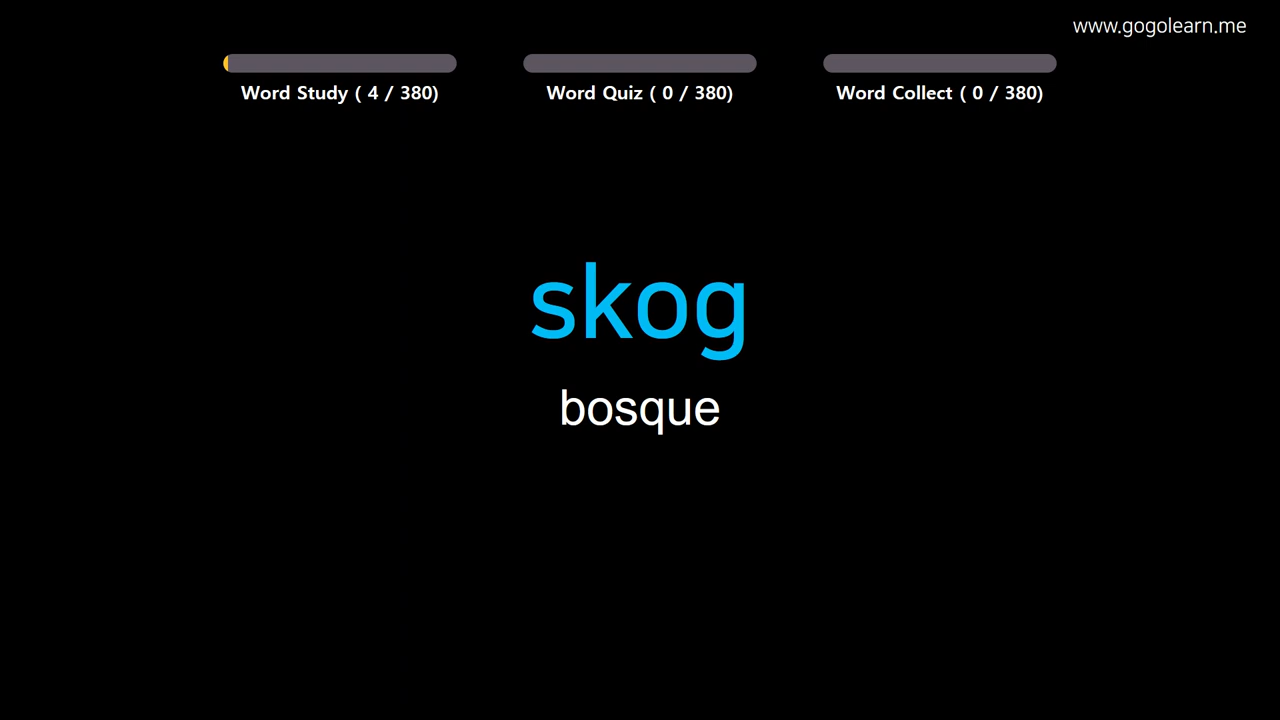 www.gogolearn.me
Word Study ( 4 / 380)
Word Quiz ( 0 / 380)
Word Collect ( 0 / 380)
skog
bosque